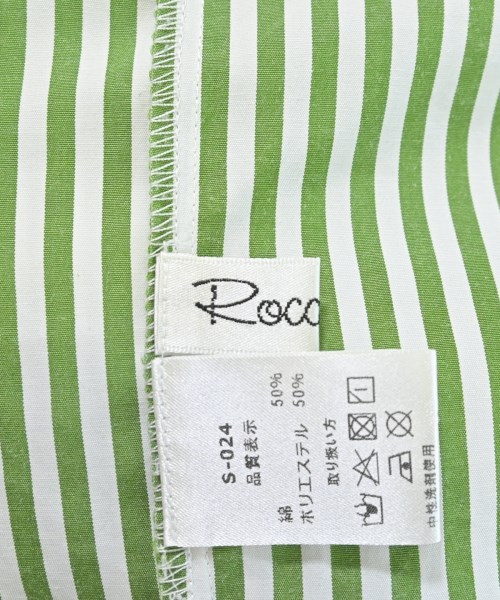 Rocc
S-024
品質表示
綿 50%
ポリエステル 50%
取り扱い方
中性洗剤使用